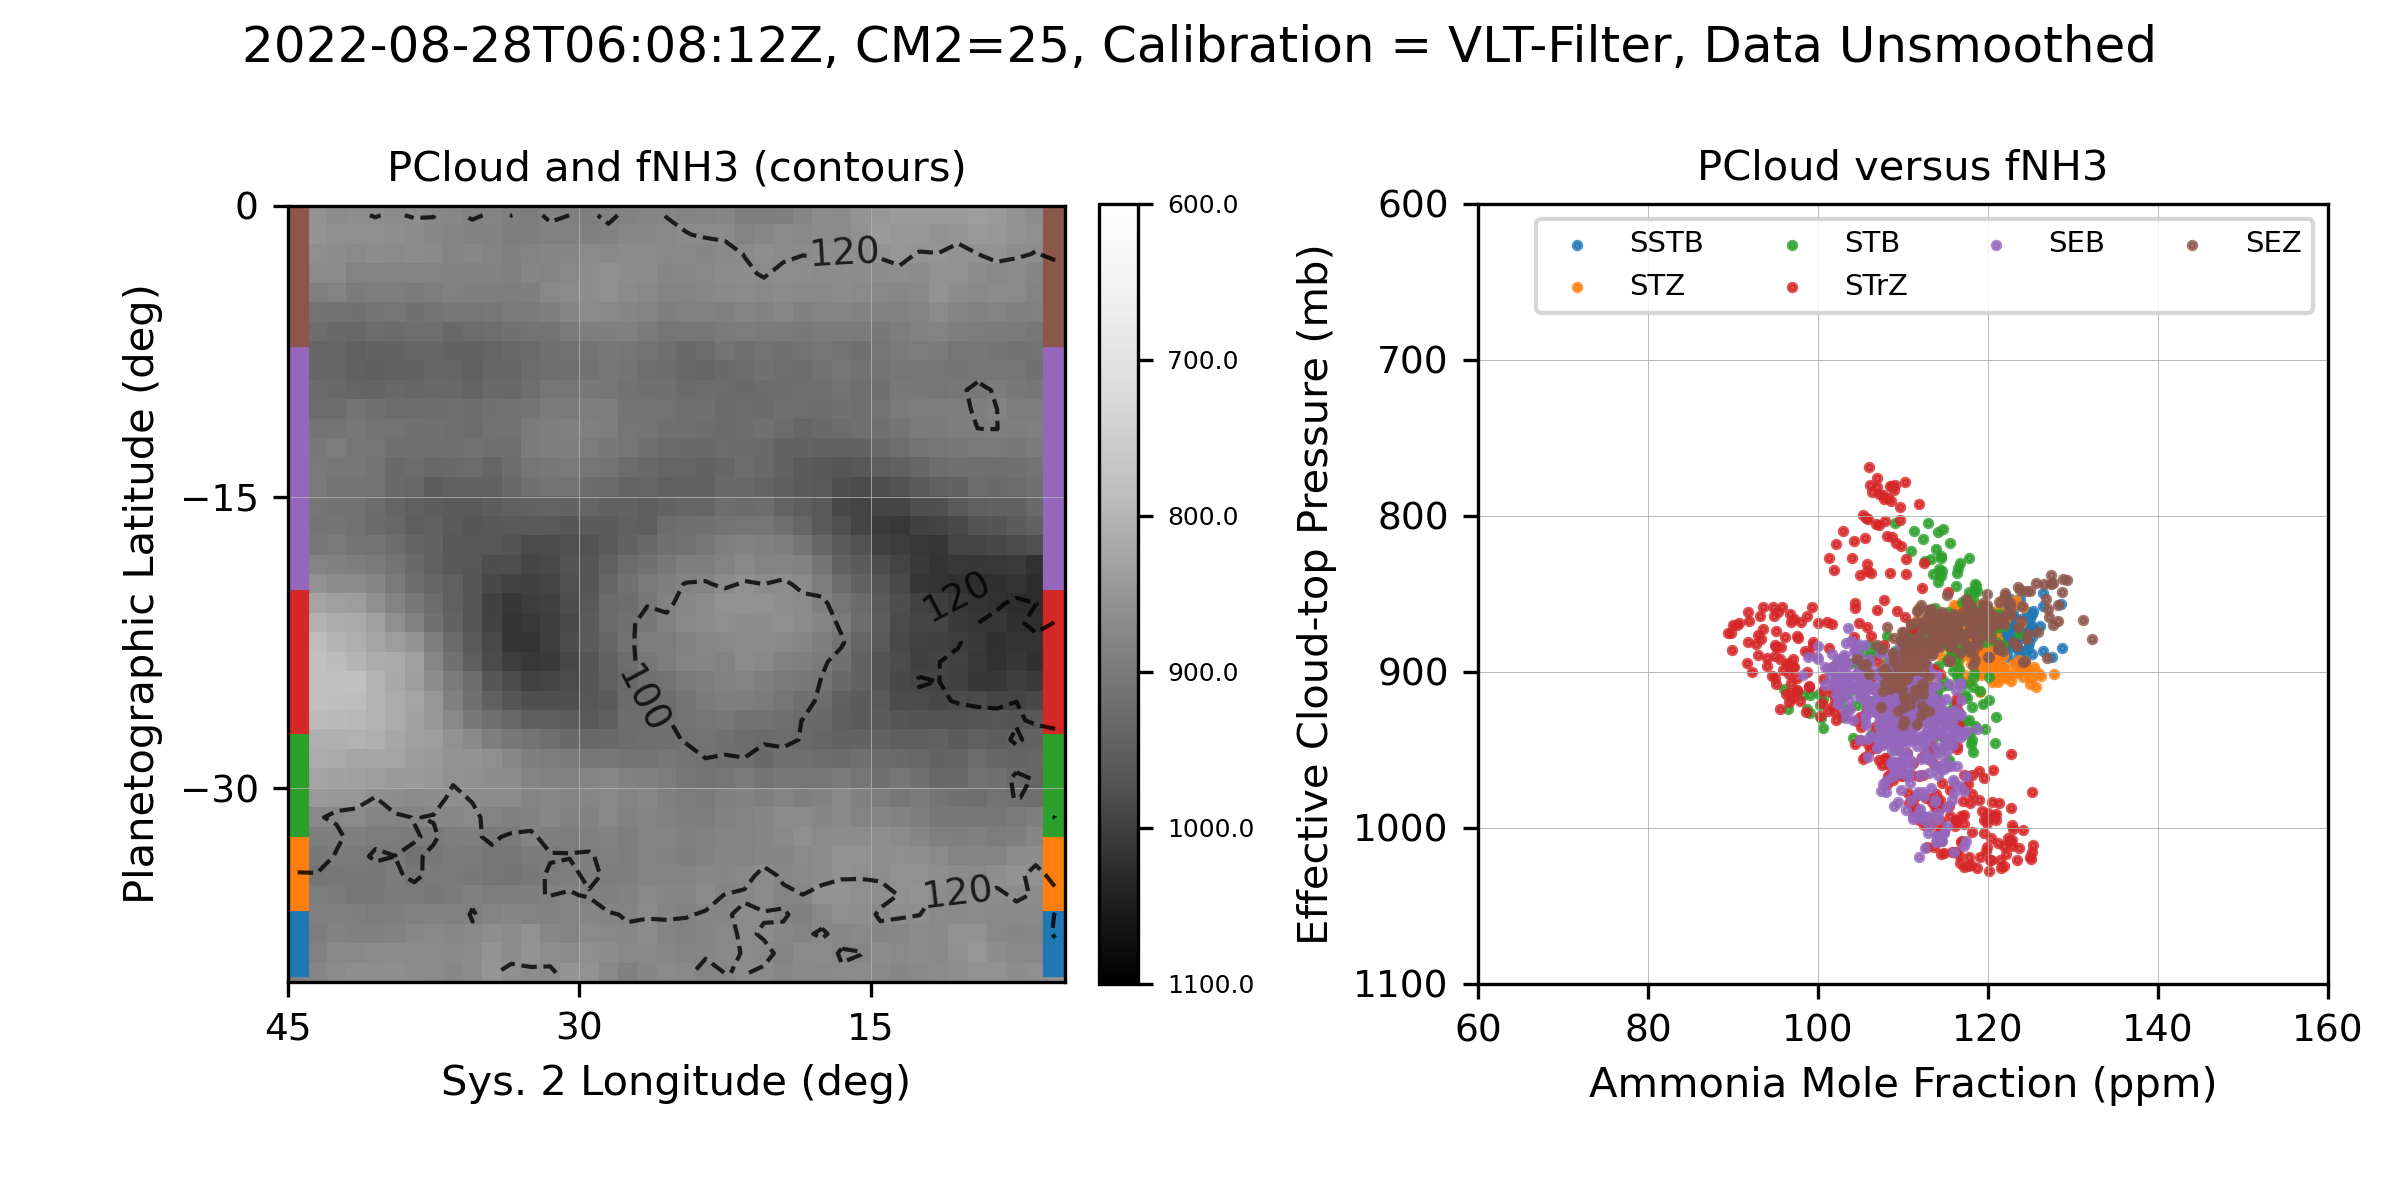 2022-08-28T06:08:12Z, CM2=25, Calibration = VLT-Filter, Data Unsmoothed
PCloud and fNH3 (contours)
0
−15
−30
Planetographic Latitude (deg)
45
30
15
Sys. 2 Longitude (deg)
120
120
100
120
600.0
700.0
800.0
900.0
1000.0
1100.0
PCloud versus fNH3
SSTB
STZ
STB
STrZ
SEB
SEZ
600
700
800
900
1000
1100
Effective Cloud-top Pressure (mb)
60
80
100
120
140
160
Ammonia Mole Fraction (ppm)